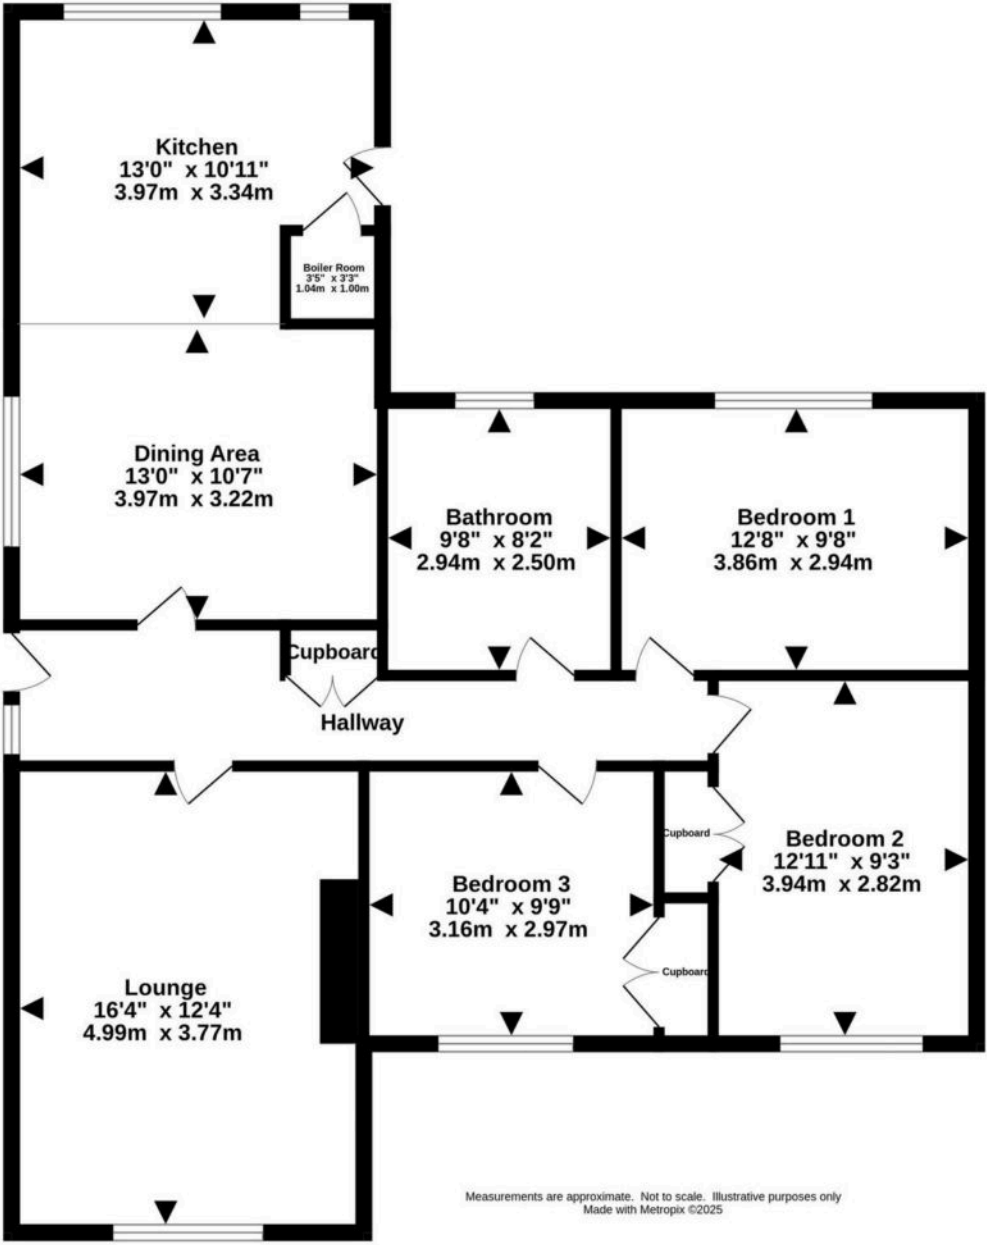 Kitchen
13'0" x 10'11"
3.97m x 3.34m
Boiler Room
3'5" x 3'3"
1.04m x 1.00m
Dining Area
13'0" x 10'7"
3.97m x 3.22m
Bathroom
9'8" x 8'2"
2.94m x 2.50m
Bedroom 1
12'8" x 9'8"
3.86m x 2.94m
Cupboard
Hallway
Cupboard
Bedroom 2
12'11" x 9'3"
3.94m x 2.82m
Bedroom 3
10'4" x 9'9"
3.16m x 2.97m
Cupboard
Lounge
16'4" x 12'4"
4.99m x 3.77m
Measurements are approximate. Not to scale. Illustrative purposes only
Made with Metropix ©2025